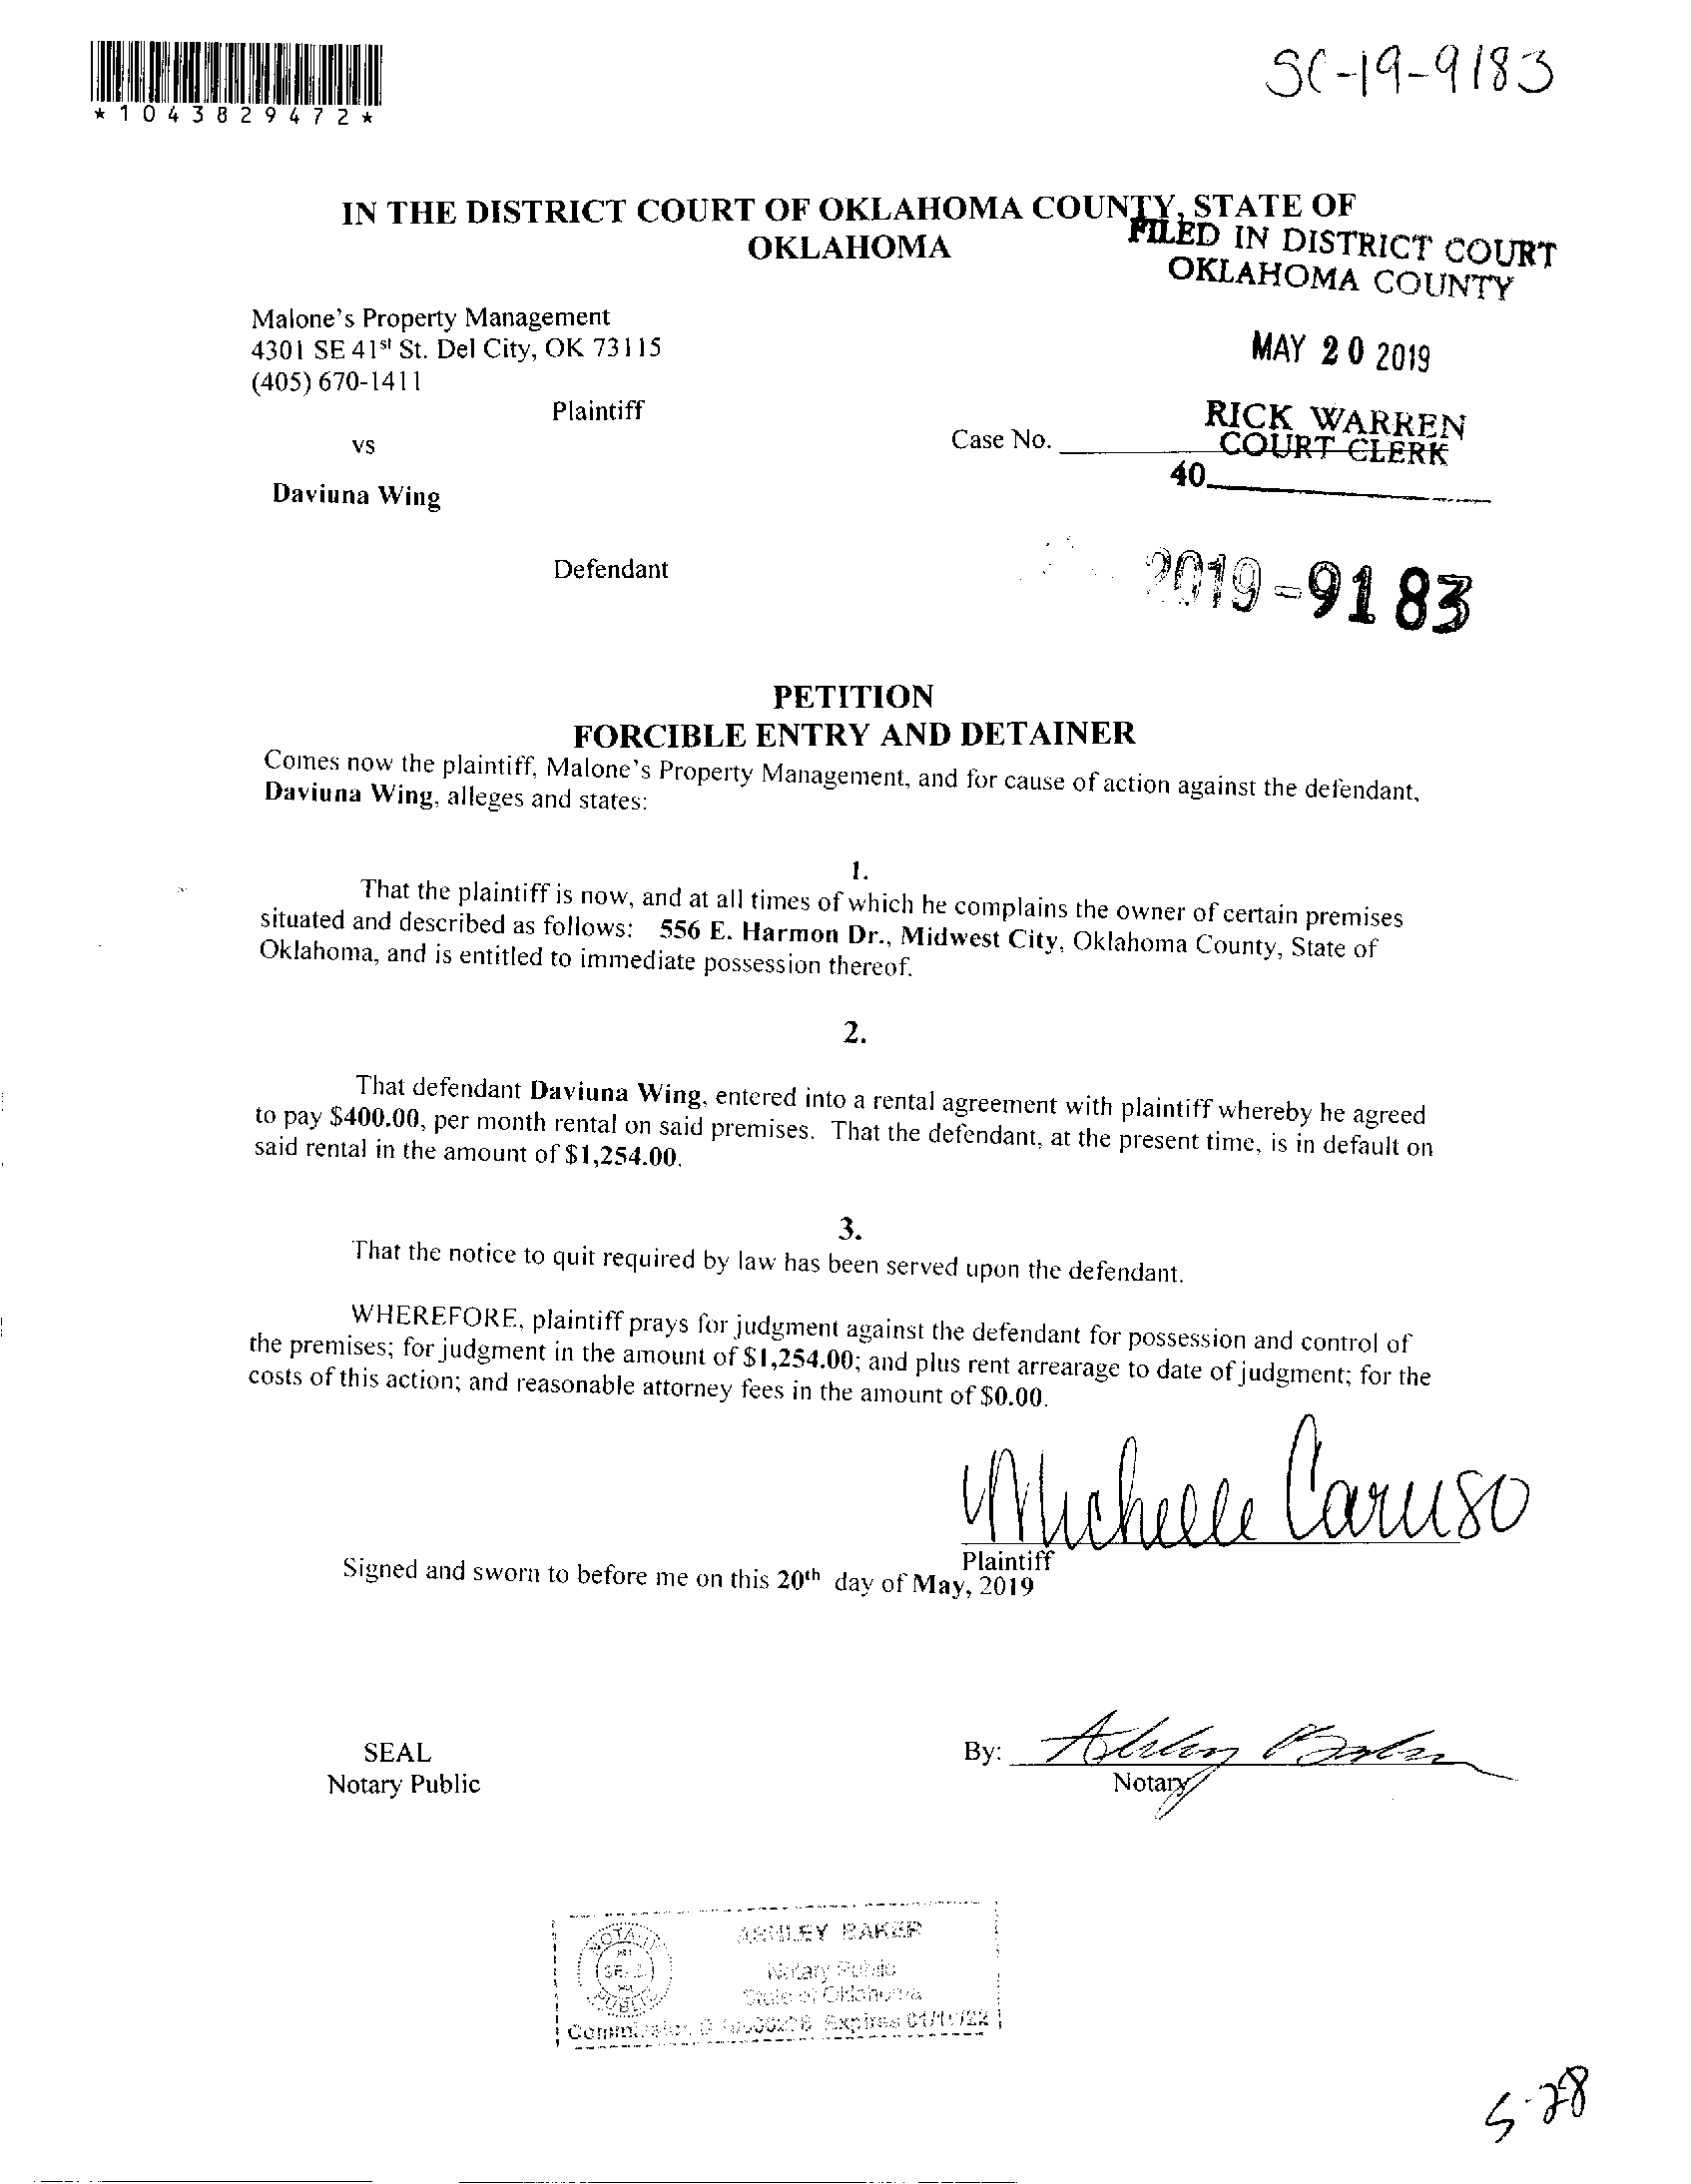 *1043829472*
SC-19-9183
IN THE DISTRICT COURT OF OKLAHOMA COUNTY, STATE OF
OKLAHOMA
FILED IN DISTRICT COURT
OKLAHOMA COUNTY
Malone's Property Management
4301 SE 41st St. Del City, OK 73115
(405) 670-1411
MAY 20 2019
Plaintiff
RICK WARREN
COURT CLERK
vs
Case No.
40
Daviuna Wing
Defendant
2019-9183
PETITION
FORCIBLE ENTRY AND DETAINER
Comes now the plaintiff, Malone's Property Management, and for cause of action against the defendant,
Daviuna Wing, alleges and states:
1.
That the plaintiff is now, and at all times of which he complains the owner of certain premises
situated and described as follows: 556 E. Harmon Dr., Midwest City, Oklahoma County, State of
Oklahoma, and is entitled to immediate possession thereof.
2.
That defendant Daviuna Wing, entered into a rental agreement with plaintiff whereby he agreed
to pay $400.00, per month rental on said premises. That the defendant, at the present time, is in default on
said rental in the amount of $1,254.00.
3.
That the notice to quit required by law has been served upon the defendant.
WHEREFORE, plaintiff prays for judgment against the defendant for possession and control of
the premises; for judgment in the amount of $1,254.00; and plus rent arrearage to date of judgment; for the
costs of this action; and reasonable attorney fees in the amount of $0.00.
Michelle Caruso
Plaintiff
Signed and sworn to before me on this 20th day of May, 2019
SEAL
Notary Public
By: Ashley Baker
Notary
ASHLEY BAKER
Notary Public
State of Oklahoma
Expires
5-28